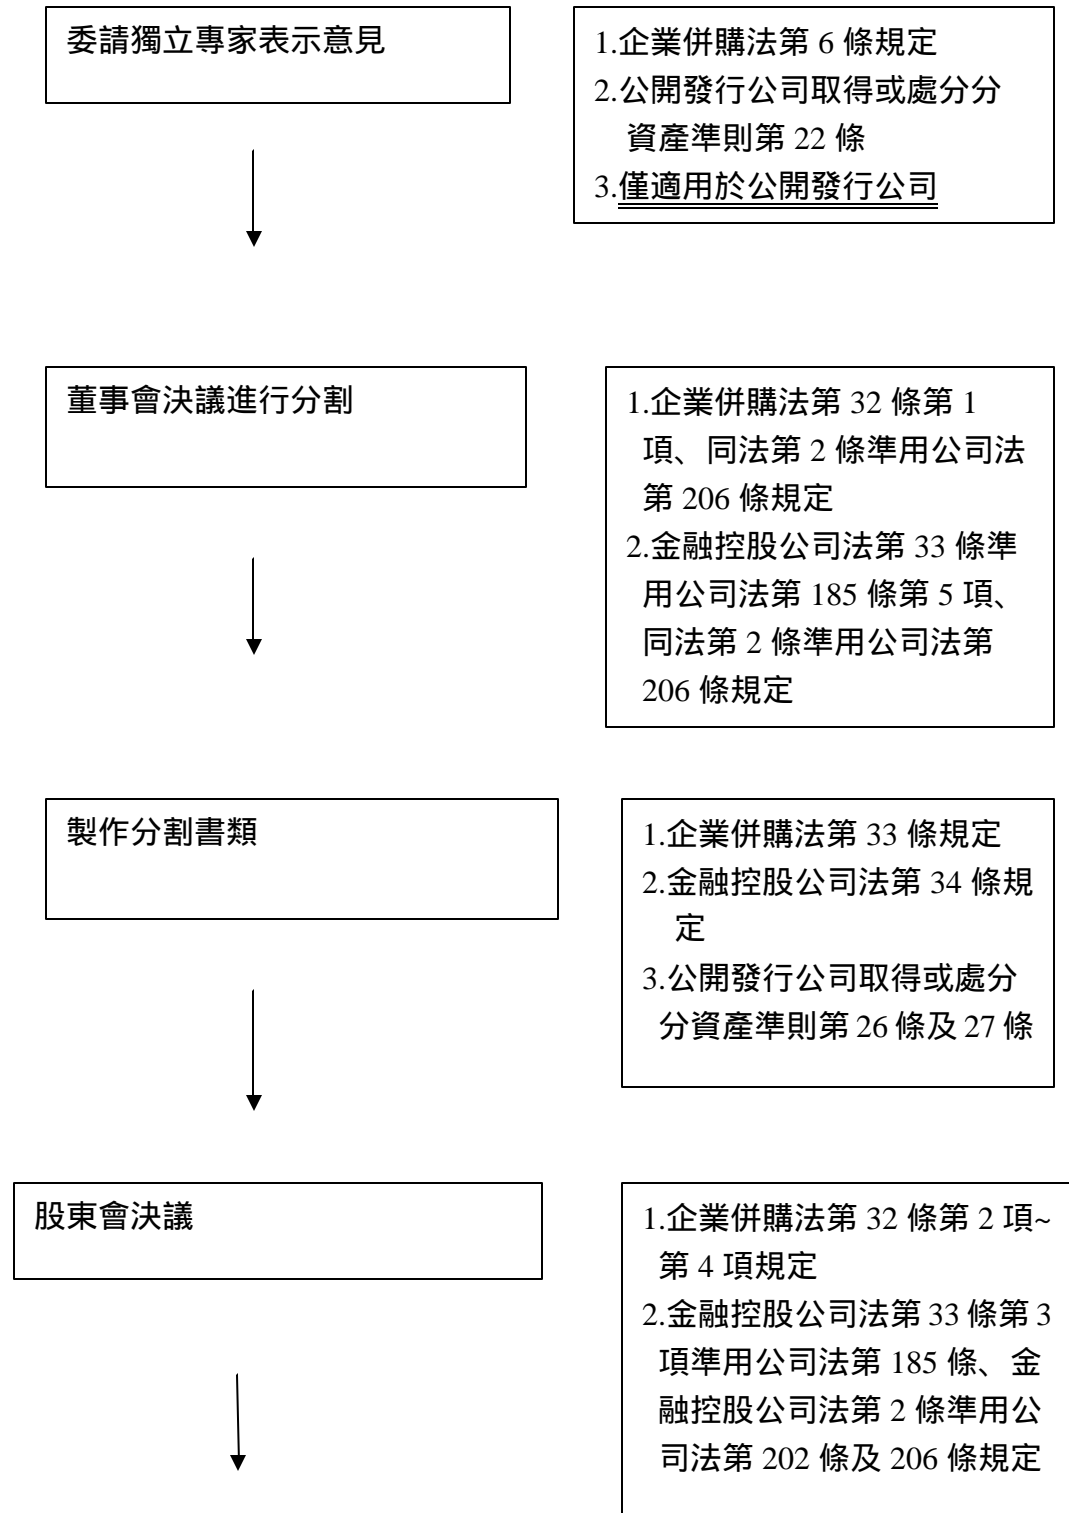 委請獨立專家表示意見
1.企業併購法第 6 條規定
2.公開發行公司取得或處分分
資產準則第 22 條
3.僅適用於公開發行公司
董事會決議進行分割
1.企業併購法第 32 條第 1
項、同法第 2 條準用公司法
第 206 條規定
2.金融控股公司法第 33 條準
用公司法第 185 條第 5 項、
同法第 2 條準用公司法第
206 條規定
製作分割書類
1.企業併購法第 33 條規定
2.金融控股公司法第 34 條規
定
3.公開發行公司取得或處分
分資產準則第 26 條及 27 條
股東會決議
1.企業併購法第 32 條第 2 項~
第 4 項規定
2.金融控股公司法第 33 條第 3
項準用公司法第 185 條、金
融控股公司法第 2 條準用公
司法第 202 條及 206 條規定